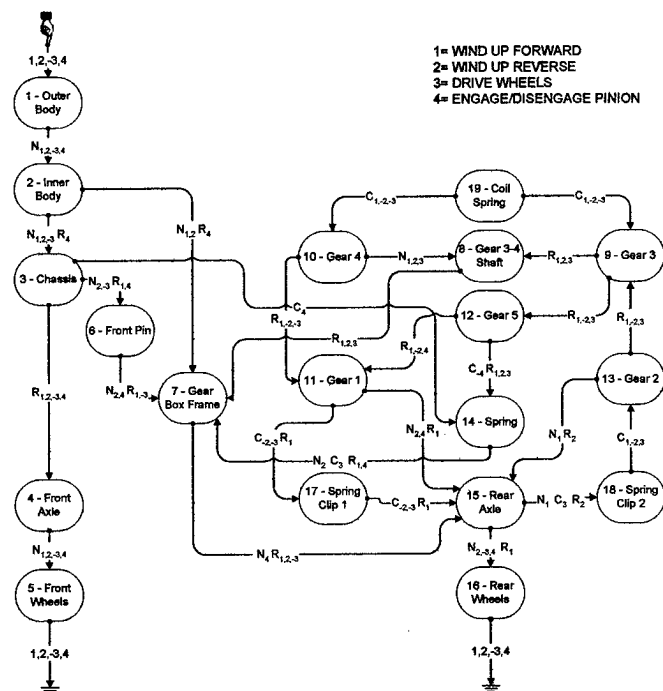 1= WIND UP FORWARD
2= WIND UP REVERSE
3= DRIVE WHEELS
4= ENGAGE/DISENGAGE PINION
1,2,-3,4
1 - Outer
Body
N1,2,-3,4
2 - Inner
Body
N1,2,-3 R4
N1,2 R4
3 - Chassis
N2,-3 R1,4
6 - Front Pin
N2,4 R1,-3
7 - Gear
Box Frame
R1,2,-3,4
4 - Front
Axle
N1,2,-3,4
5 - Front
Wheels
1,2,-3,4
19 - Coil
Spring
C1,-2,-3
C1,-2,-3
10 - Gear 4
N1,2,3
8 - Gear 3-4
Shaft
R1,2,3
9 - Gear 3
C4
R1,-2,-3
R1,2,3
12 - Gear 5
R1,-2,3
R1,-2,3
R1,-2,4
11 - Gear 1
C-4 R1,2,3
13 - Gear 2
14 - Spring
N2,4 R1
N1 R2
C1,-2,3
C-2,-3 R1
N2 C3 R1,4
17 - Spring
Clip 1
C-2,-3 R1
15 - Rear
Axle
N1 C3 R2
18 - Spring
Clip 2
N4 R1,2,-3
N2,-3,4 R1
16 - Rear
Wheels
1,2,-3,4